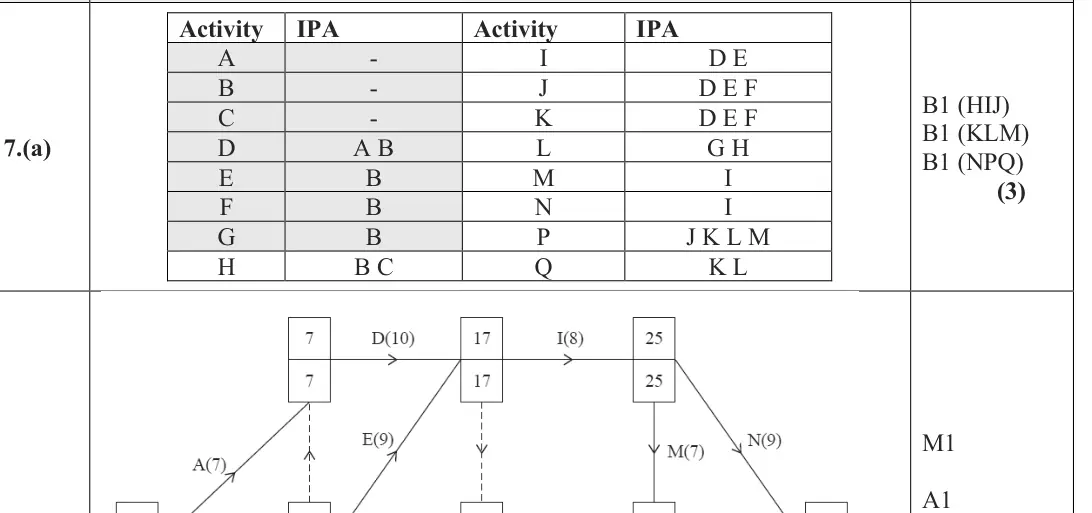 7.(a)
Activity IPA Activity IPA
A - I D E
B - J D E F
C - K D E F
D A B L G H
E B M I
F B N I
G B P J K L M
H B C Q K L
B1 (HIJ)
B1 (KLM)
B1 (NPQ)
(3)
7 D(10) 17 I(8) 25
7 17 25
E(9) N(9)
A(7) M(7)
M1
A1